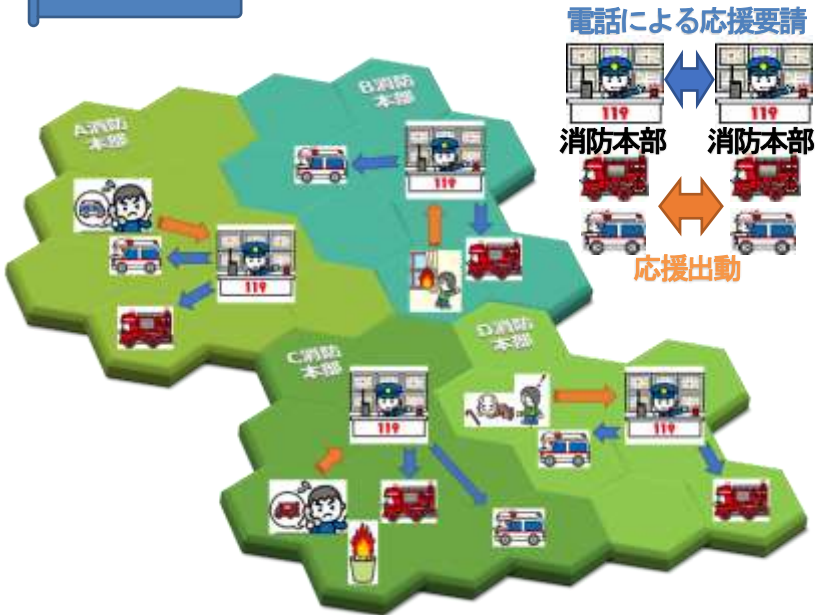 電話による応援要請
119
119
消防本部
消防本部
応援出動
A消防
本部
B消防
本部
119
119
C消防
本部
D消防
本部
119
119